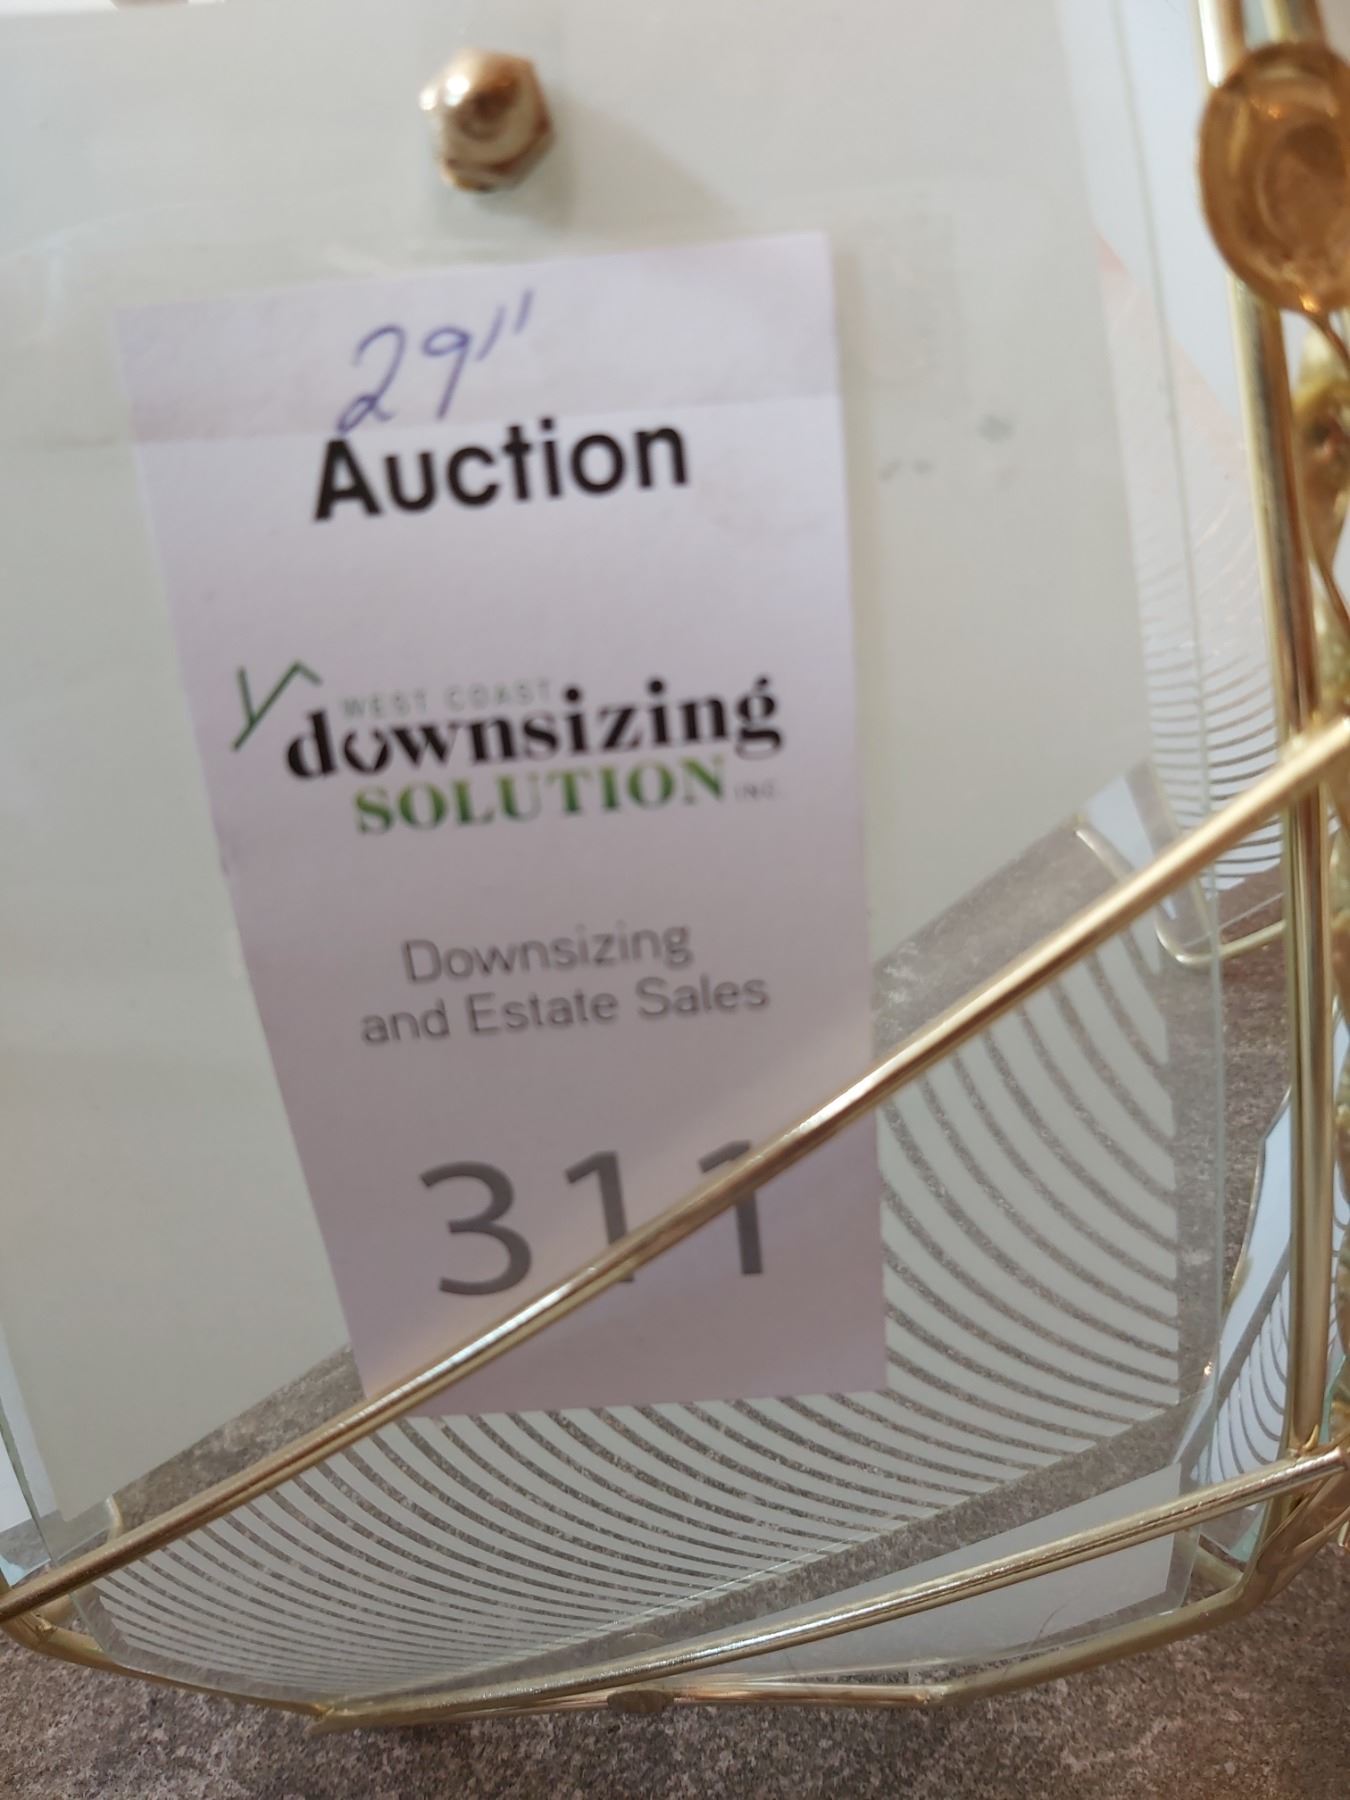 29"
Auction
WEST COAST
downsizing
SOLUTION INC.
Downsizing
and Estate Sales
311